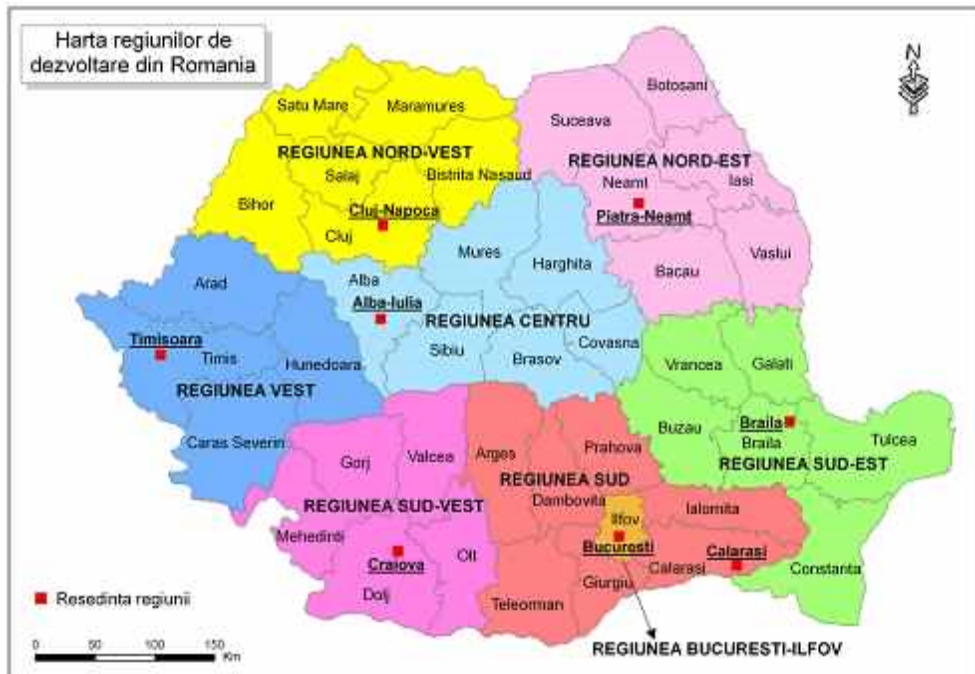 Harta regiunilor de
dezvoltare din Romania
N
Satu Mare
Maramures
REGIUNEA NORD-VEST
Salaj
Bistrita Nasaud
Bihor
Cluj-Napoca
Cluj
Botosani
Suceava
REGIUNEA NORD-EST
Neamt
Iasi
Piatra-Neamt
Vaslui
Bacau
Mures
Harghita
Alba
Alba-Iulia
REGIUNEA CENTRU
Sibiu
Brasov
Covasna
Arad
Timisoara
Timis
Hunedoara
REGIUNEA VEST
Caras Severin
Vrancea
Galati
Buzau
Braila
Braila
Tulcea
REGIUNEA SUD-EST
Constanta
Gorj
Valcea
REGIUNEA SUD-VEST
Mehedinti
Craiova
Olt
Dolj
Arges
Prahova
REGIUNEA SUD
Dambovita
Ialomita
Ilfov
Bucuresti
Calarasi
Calarasi
Giurgiu
Teleorman
REGIUNEA BUCURESTI-ILFOV
Resedinta regiunii
0 50 100 150
Km